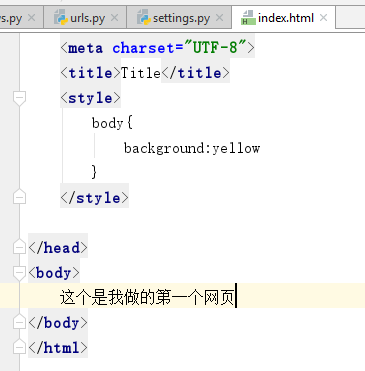 s.py urls.py settings.py index.html
<meta charset="UTF-8">
<title>Title</title>
<style>
body{
background:yellow
}
</style>
</head>
<body>
这个是我做的第一个网页
</body>
</html>